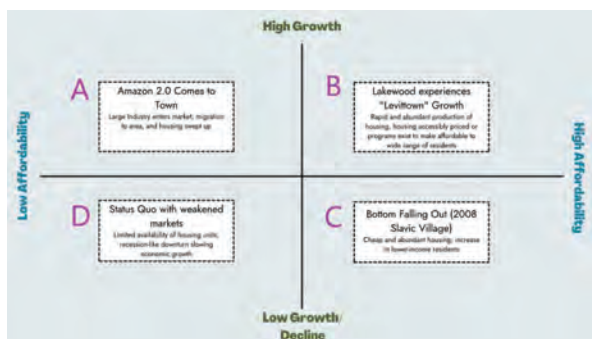 High Growth
A
Amazon 2.0 Comes to
Town
Large Industry enters market, migration
to area, and housing swept up
B
Lakewood experiences
"Levittown" Growth
Rapid and abundant production of
housing, housing accessibly priced or
programs exist to make affordable to
wide range of residents
Low Affordability
High Affordability
D
Status Quo with weakened
markets
Limited availability of housing units,
recession-like downturn slowing
economic growth
C
Bottom Falling Out (2008
Slavic Village)
Cheap and abundant housing; increase
in lower-income residents
Low Growth/
Decline